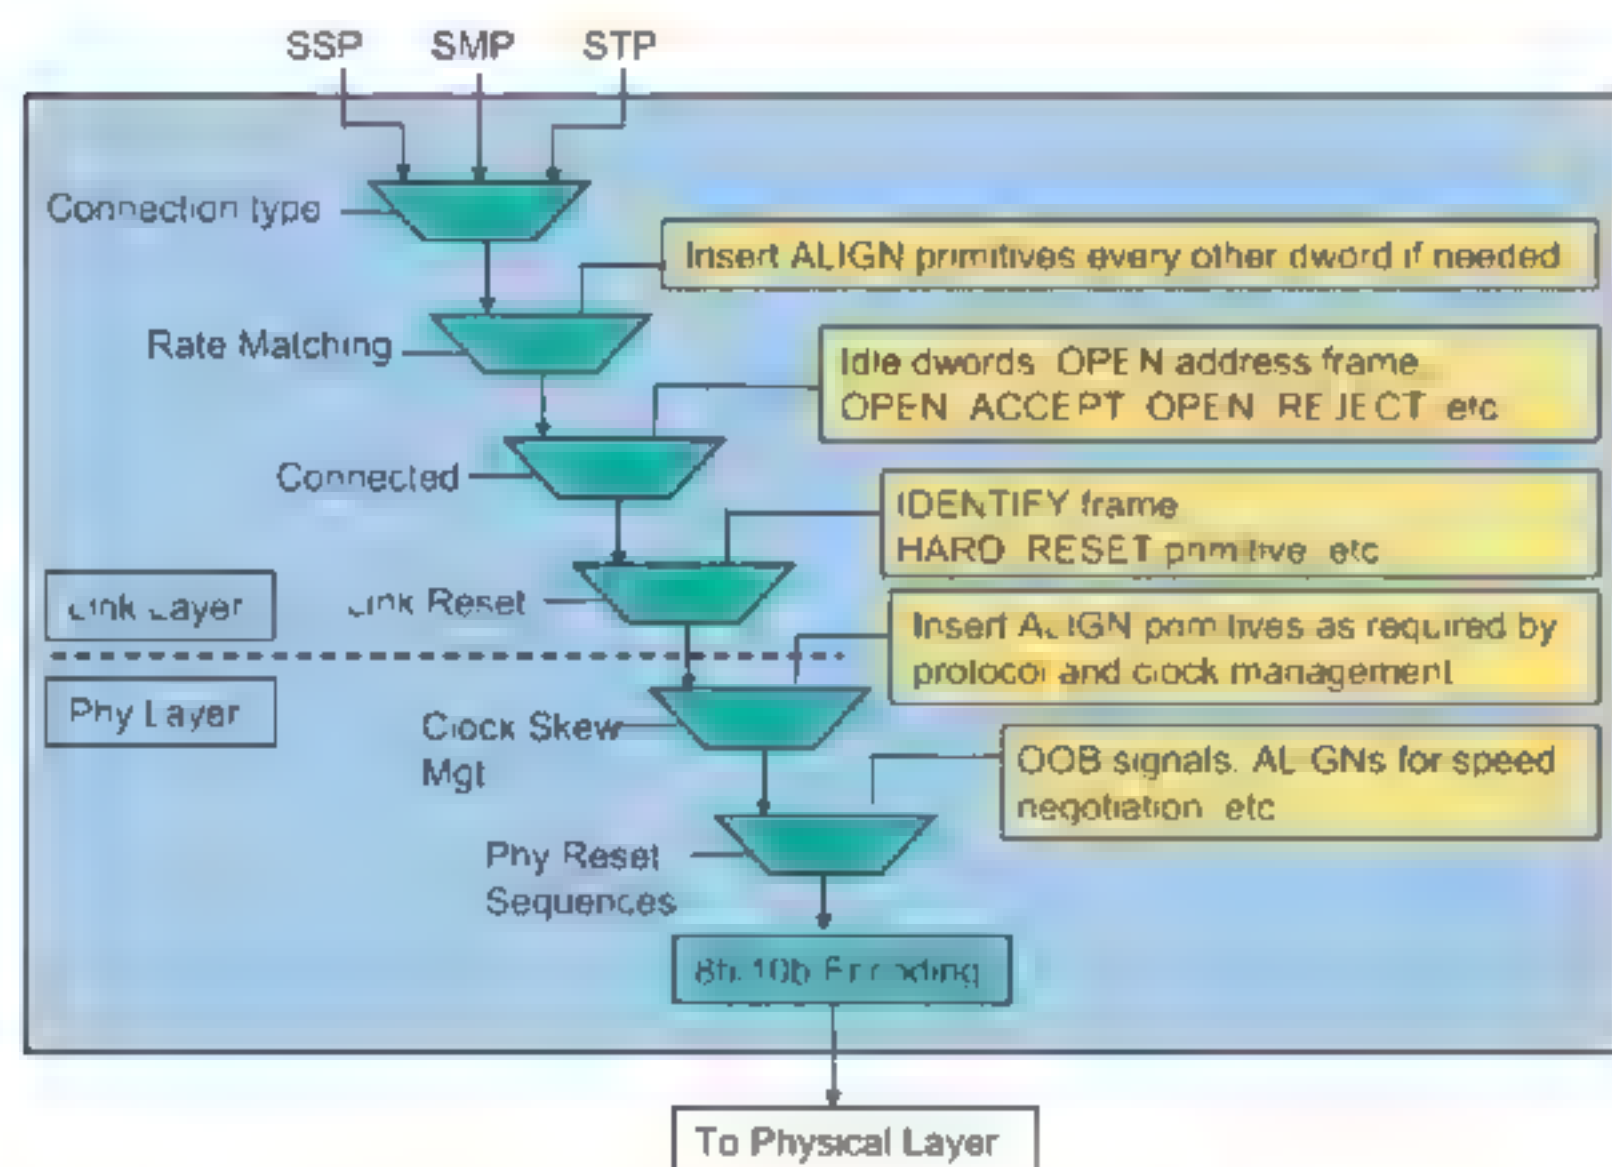 SSP SMP STP
Connection type
Insert ALIGN primitives every other dword if needed
Rate Matching
Idle dwords OPEN address frame
OPEN ACCEPT OPEN REJECT etc
Connected
IDENTIFY frame
HARD RESET primitive etc
Link Layer
Link Reset
Insert ALIGN primitives as required by
protocol and clock management
Phy Layer
Clock Skew
Mgt
OOB signals. ALIGNs for speed
negotiation etc
Phy Reset
Sequences
8b.10b Encoding
To Physical Layer